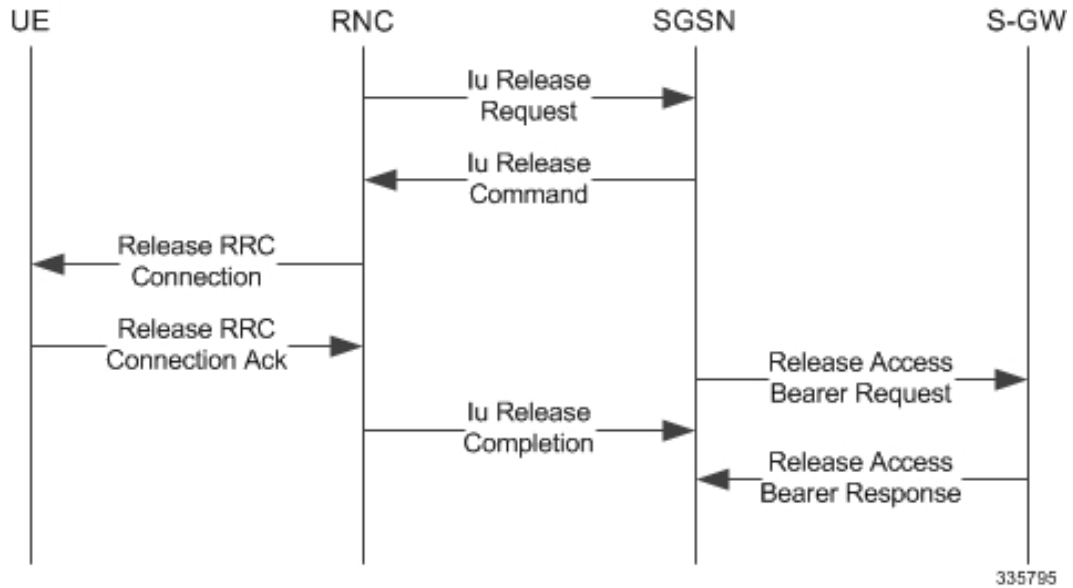 UE RNC SGSN S-GW
Iu Release
Request
Iu Release
Command
Release RRC
Connection
Release RRC
Connection Ack
Release Access
Bearer Request
Iu Release
Completion
Release Access
Bearer Response
335795